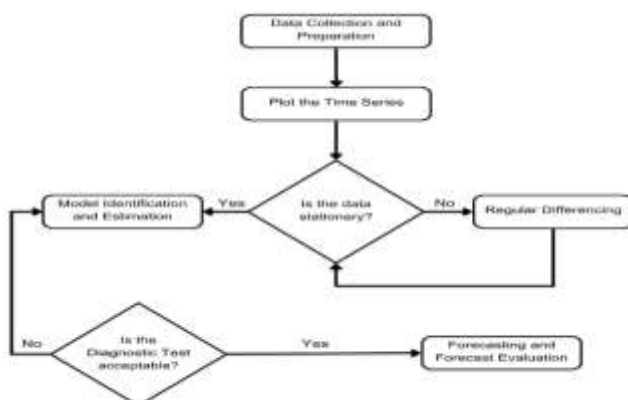 Data Collection and
Preparation
Plot the Time Series
Is the data
stationary?
Yes
No
Model Identification
and Estimation
Regular Differencing
Is the
Diagnostic Test
acceptable?
No
Yes
Forecasting and
Forecast Evaluation